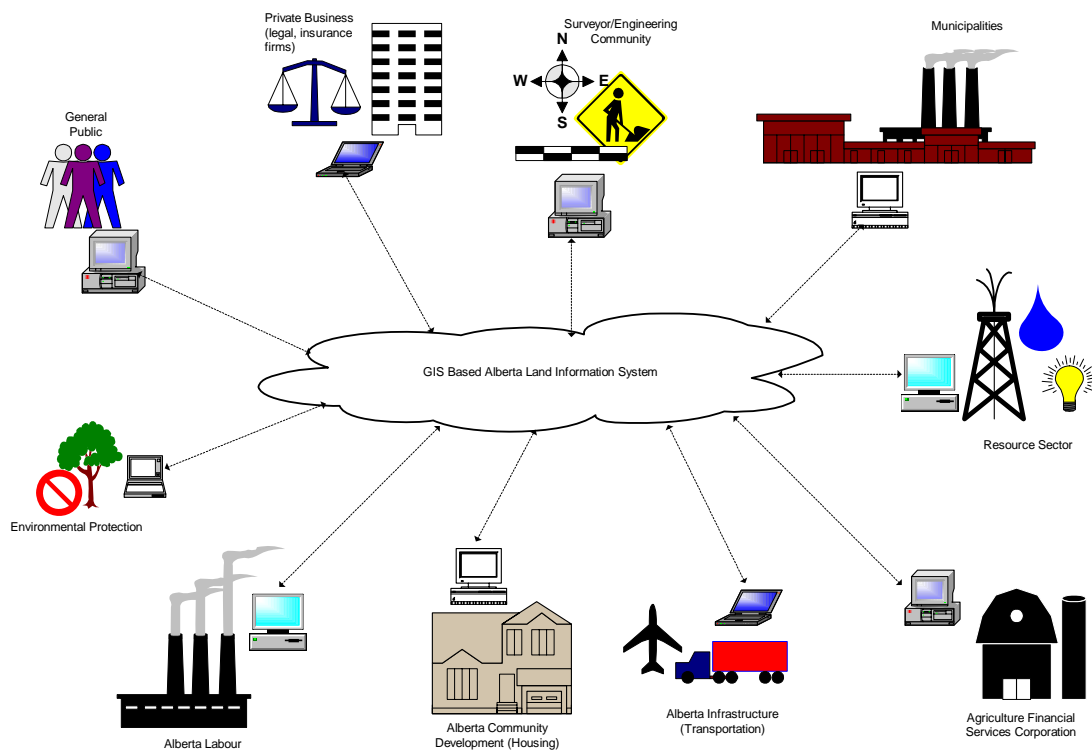 Private Business
(legal, insurance
firms)
Surveyor/Engineering
Community
Municipalities
N
W
E
S
General
Public
GIS Based Alberta Land Information System
Resource Sector
Environmental Protection
Alberta Labour
Alberta Community
Development (Housing)
Alberta Infrastructure
(Transportation)
Agriculture Financial
Services Corporation